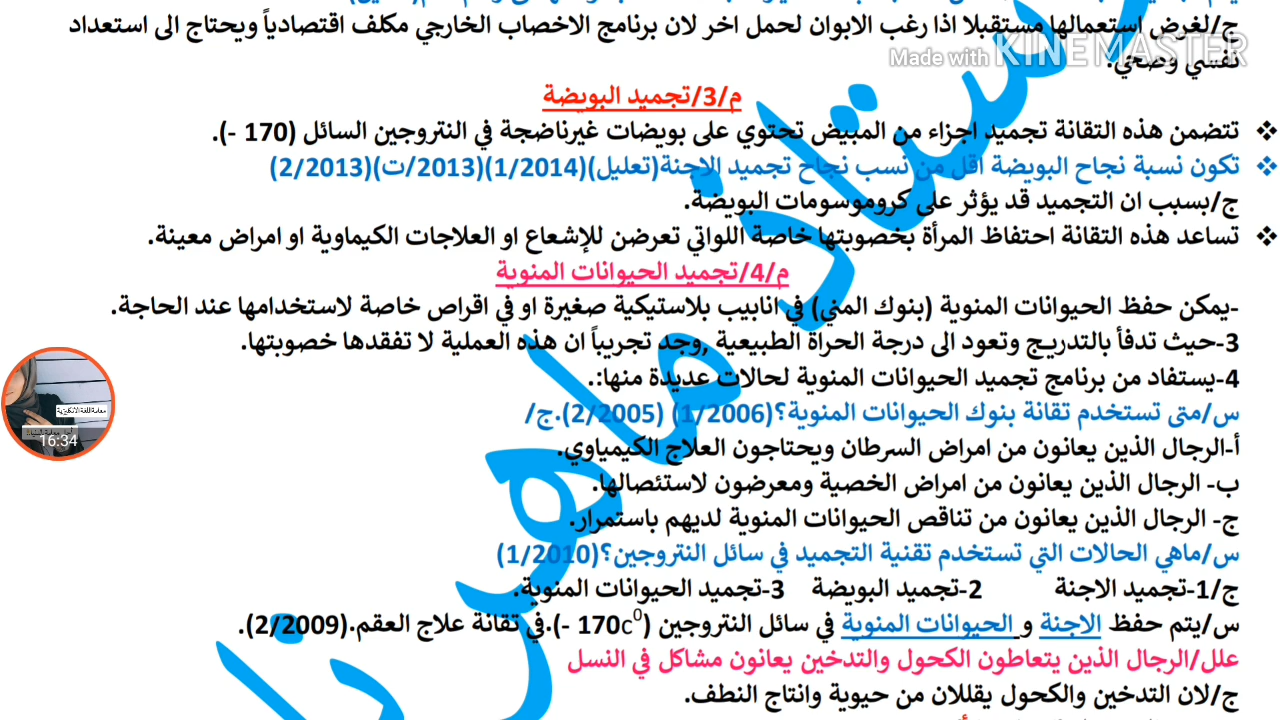 ج/لغرض استعمالها مستقبلا اذا رغب الابوان لحمل اخر لان برنامج الاخصاب الخارجي مكلف اقتصادياً ويحتاج الى استعداد
نفسي وصحي.
Made with KINEMASTER
م/3/تجميد البويضة
❖ تتضمن هذه التقانة تجميد اجزاء من المبيض تحتوي على بويضات غيرناضجة في النتروجين السائل (170 -).
❖ تكون نسبة نجاح البويضة اقل من نسب نجاح تجميد الاجنة(تعليل)(1/2014)(2013/ت)(2/2013)
ج/بسبب ان التجميد قد يؤثر على كروموسومات البويضة.
❖ تساعد هذه التقانة احتفاظ المرأة بخصوبتها خاصة اللواتي تعرضن للإشعاع او العلاجات الكيماوية او امراض معينة.
م/4/تجميد الحيوانات المنوية
-يمكن حفظ الحيوانات المنوية (بنوك المني) في انابيب بلاستيكية صغيرة او في اقراص خاصة لاستخدامها عند الحاجة.
3-حيث تدفأ بالتدريج وتعود الى درجة الحراة الطبيعية ,وجد تجريباً ان هذه العملية لا تفقدها خصوبتها.
4-يستفاد من برنامج تجميد الحيوانات المنوية لحالات عديدة منها:.
س/متى تستخدم تقانة بنوك الحيوانات المنوية؟(1/2006) (2/2005).ج/
أ-الرجال الذين يعانون من امراض السرطان ويحتاجون العلاج الكيمياوي.
ب- الرجال الذين يعانون من امراض الخصية ومعرضون لاستئصالها.
ج- الرجال الذين يعانون من تناقص الحيوانات المنوية لديهم باستمرار.
س/ماهي الحالات التي تستخدم تقنية التجميد في سائل النتروجين؟(1/2010)
ج/1-تجميد الاجنة 2-تجميد البويضة 3-تجميد الحيوانات المنوية.
س/يتم حفظ الاجنة و الحيوانات المنوية في سائل النتروجين (170c⁰ -).في تقانة علاج العقم.(2/2009).
علل/الرجال الذين يتعاطون الكحول والتدخين يعانون مشاكل في النسل
ج/لان التدخين والكحول يقللان من حيوية وانتاج النطف.
معلمة اللغة الانكليزية
16:34